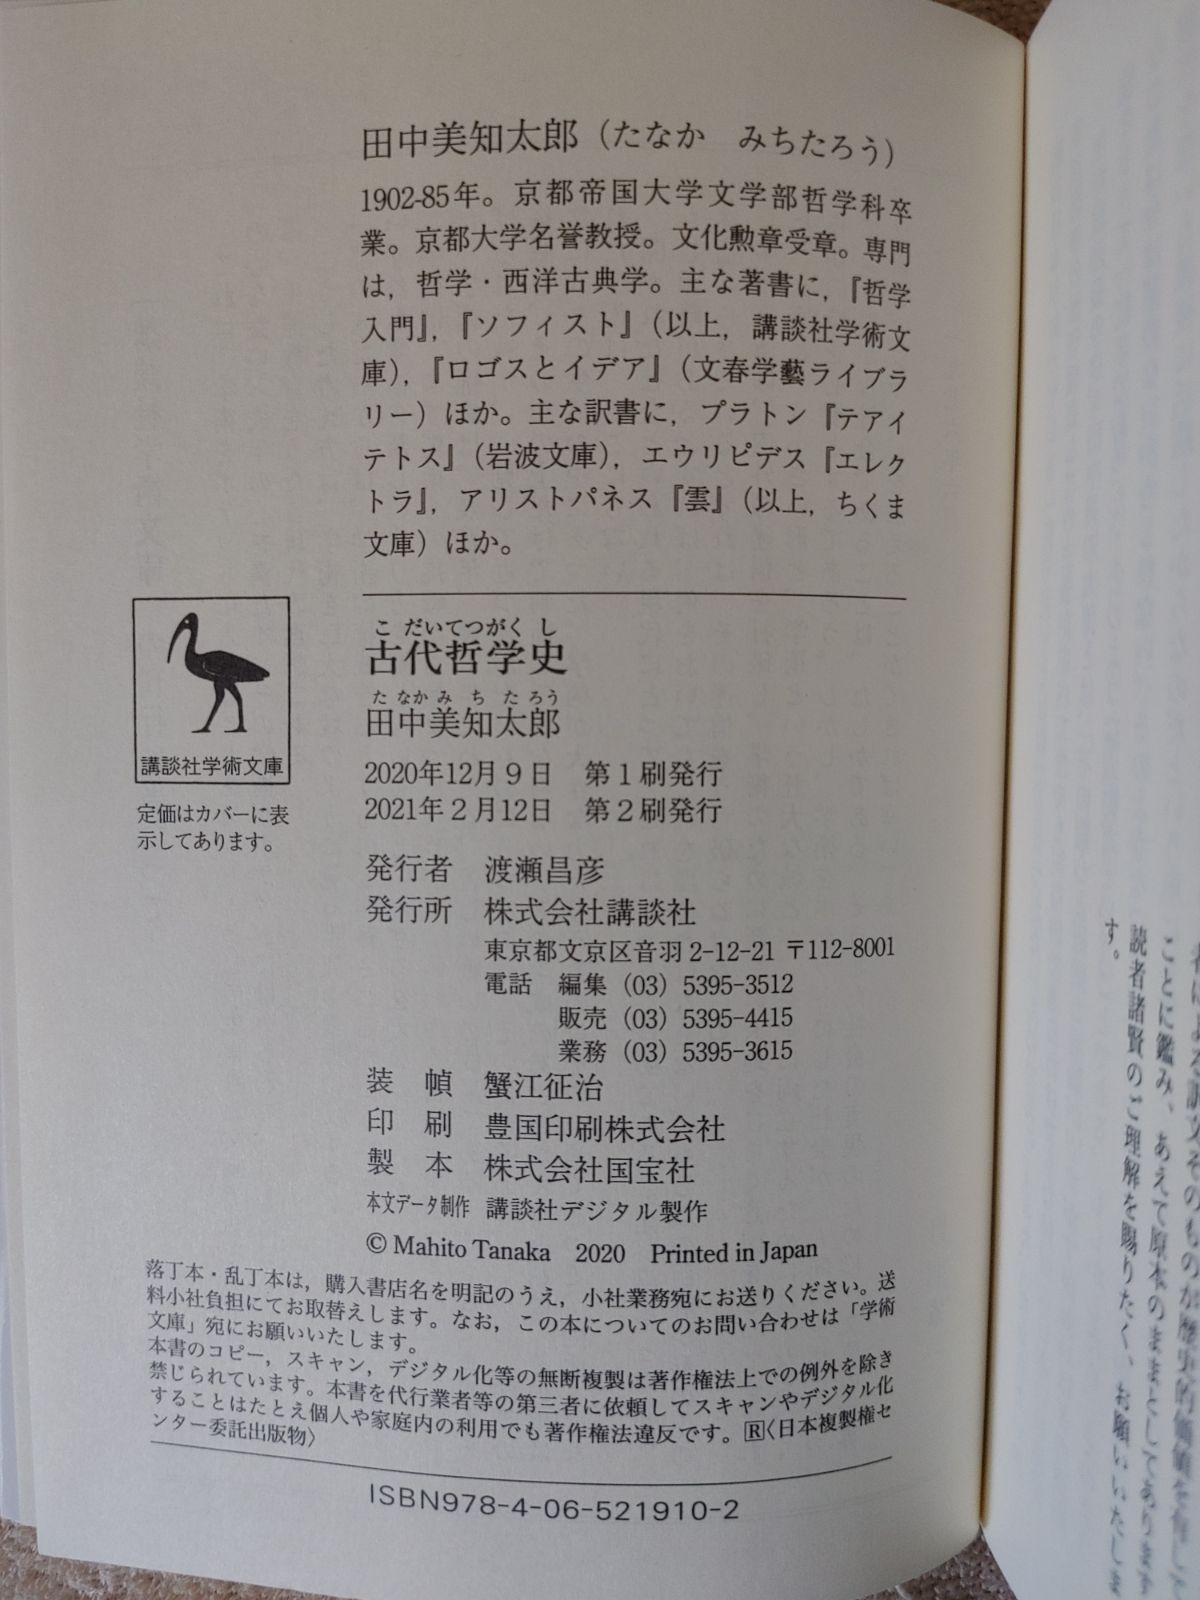 田中美知太郎（たなか　みちたろう）
1902-85年。京都帝国大学文学部哲学科卒
業。京都大学名誉教授。文化勲章受章。専門
は，哲学・西洋古典学。主な著書に，『哲学
入門』，『ソフィスト』（以上，講談社学術文
庫），『ロゴスとイデア』（文春学藝ライブラ
リー）ほか。主な訳書に，プラトン『テアイ
テトス』（岩波文庫），エウリピデス『エレク
トラ』，アリストパネス『雲』（以上，ちくま
文庫）ほか。
講談社学術文庫
定価はカバーに表
示してあります。
こだいてつがくし
古代哲学史
たなかみちたろう
田中美知太郎
2020年12月9日　第1刷発行
2021年2月12日　第2刷発行
発行者　渡瀬昌彦
発行所　株式会社講談社
東京都文京区音羽 2-12-21 〒112-8001
電話　編集（03）5395-3512
販売（03）5395-4415
業務（03）5395-3615
装　幀　蟹江征治
印　刷　豊国印刷株式会社
製　本　株式会社国宝社
本文データ制作　講談社デジタル製作
© Mahito Tanaka　2020　Printed in Japan
落丁本・乱丁本は，購入書店名を明記のうえ，小社業務宛にお送りください。送
料小社負担にてお取替えします。なお，この本についてのお問い合わせは「学術
文庫」宛にお願いいたします。
本書のコピー，スキャン，デジタル化等の無断複製は著作権法上での例外を除き
禁じられています。本書を代行業者等の第三者に依頼してスキャンやデジタル化
することはたとえ個人や家庭内の利用でも著作権法違反です。R〈日本複製権セ
ンター委託出版物〉
ISBN978-4-06-521910-2
ことに鑑み、あえて原本のままとしてあります
読者諸賢のご理解を賜りたく、お願いいたしま
す。